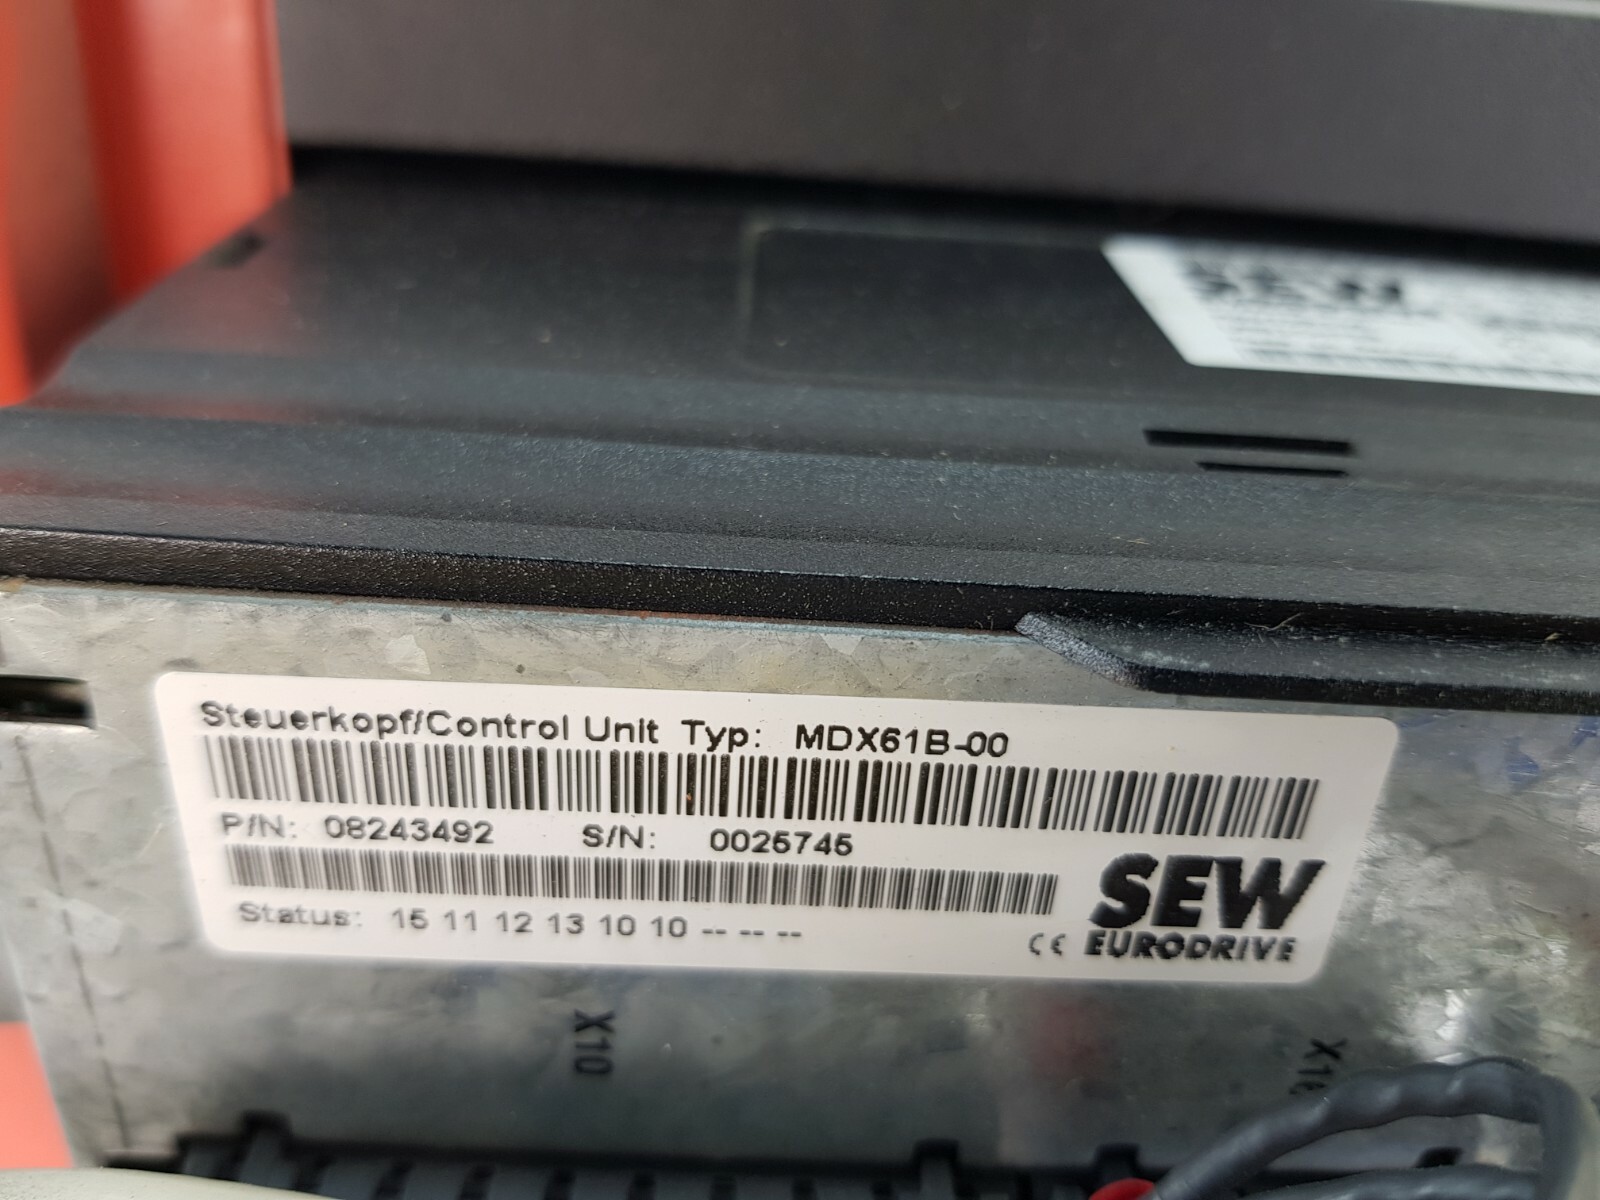 Steuerkopf/Control Unit Typ: MDX61B-00
P/N: 08243492 S/N: 0025745
Status: 15 11 12 13 10 10 -- -- --
SEW
CE EURODRIVE
X10